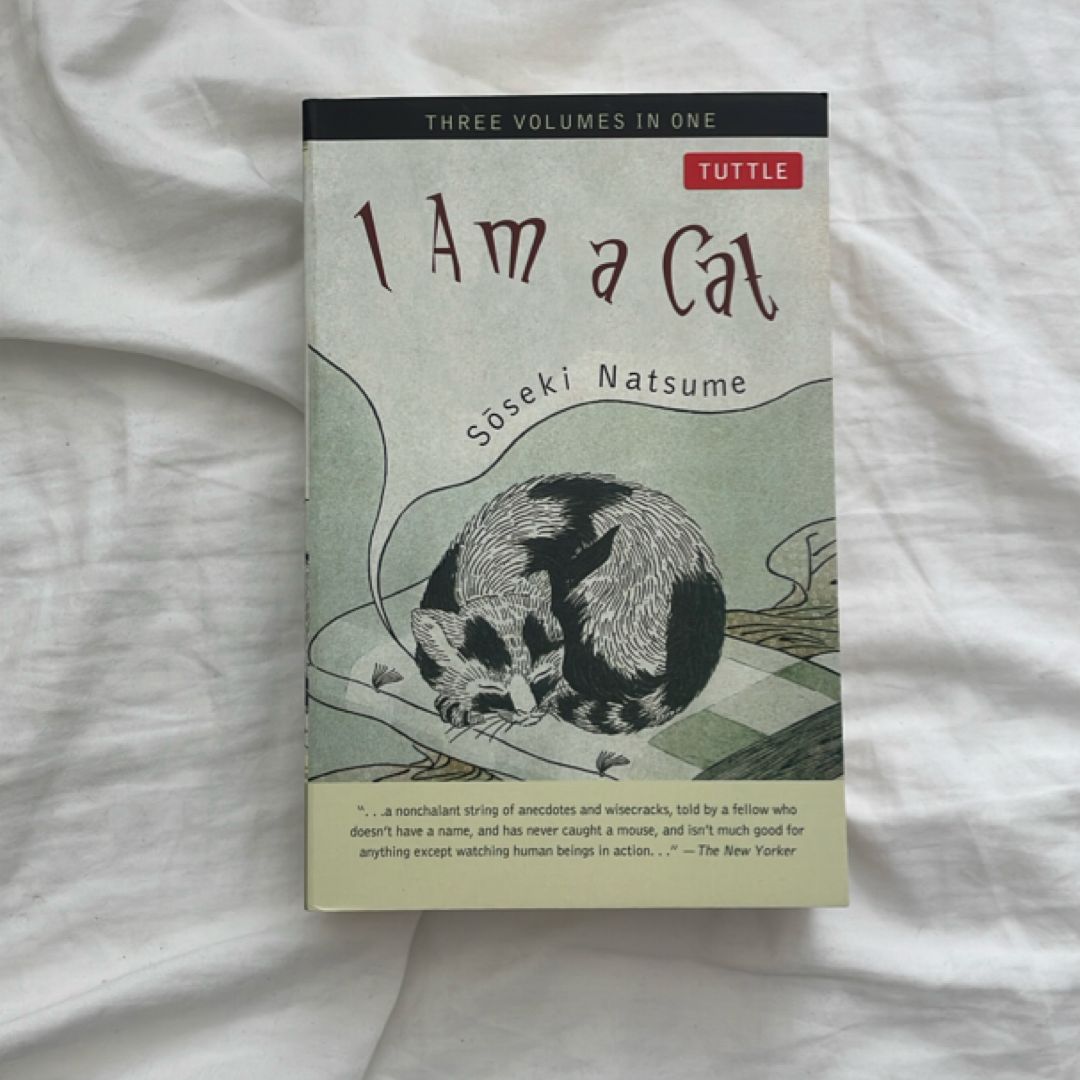 THREE VOLUMES IN ONE
TUTTLE
I Am a Cat
Sōseki Natsume
“. . .a nonchalant string of anecdotes and wisecracks, told by a fellow who
doesn’t have a name, and has never caught a mouse, and isn’t much good for
anything except watching human beings in action. . .” — The New Yorker